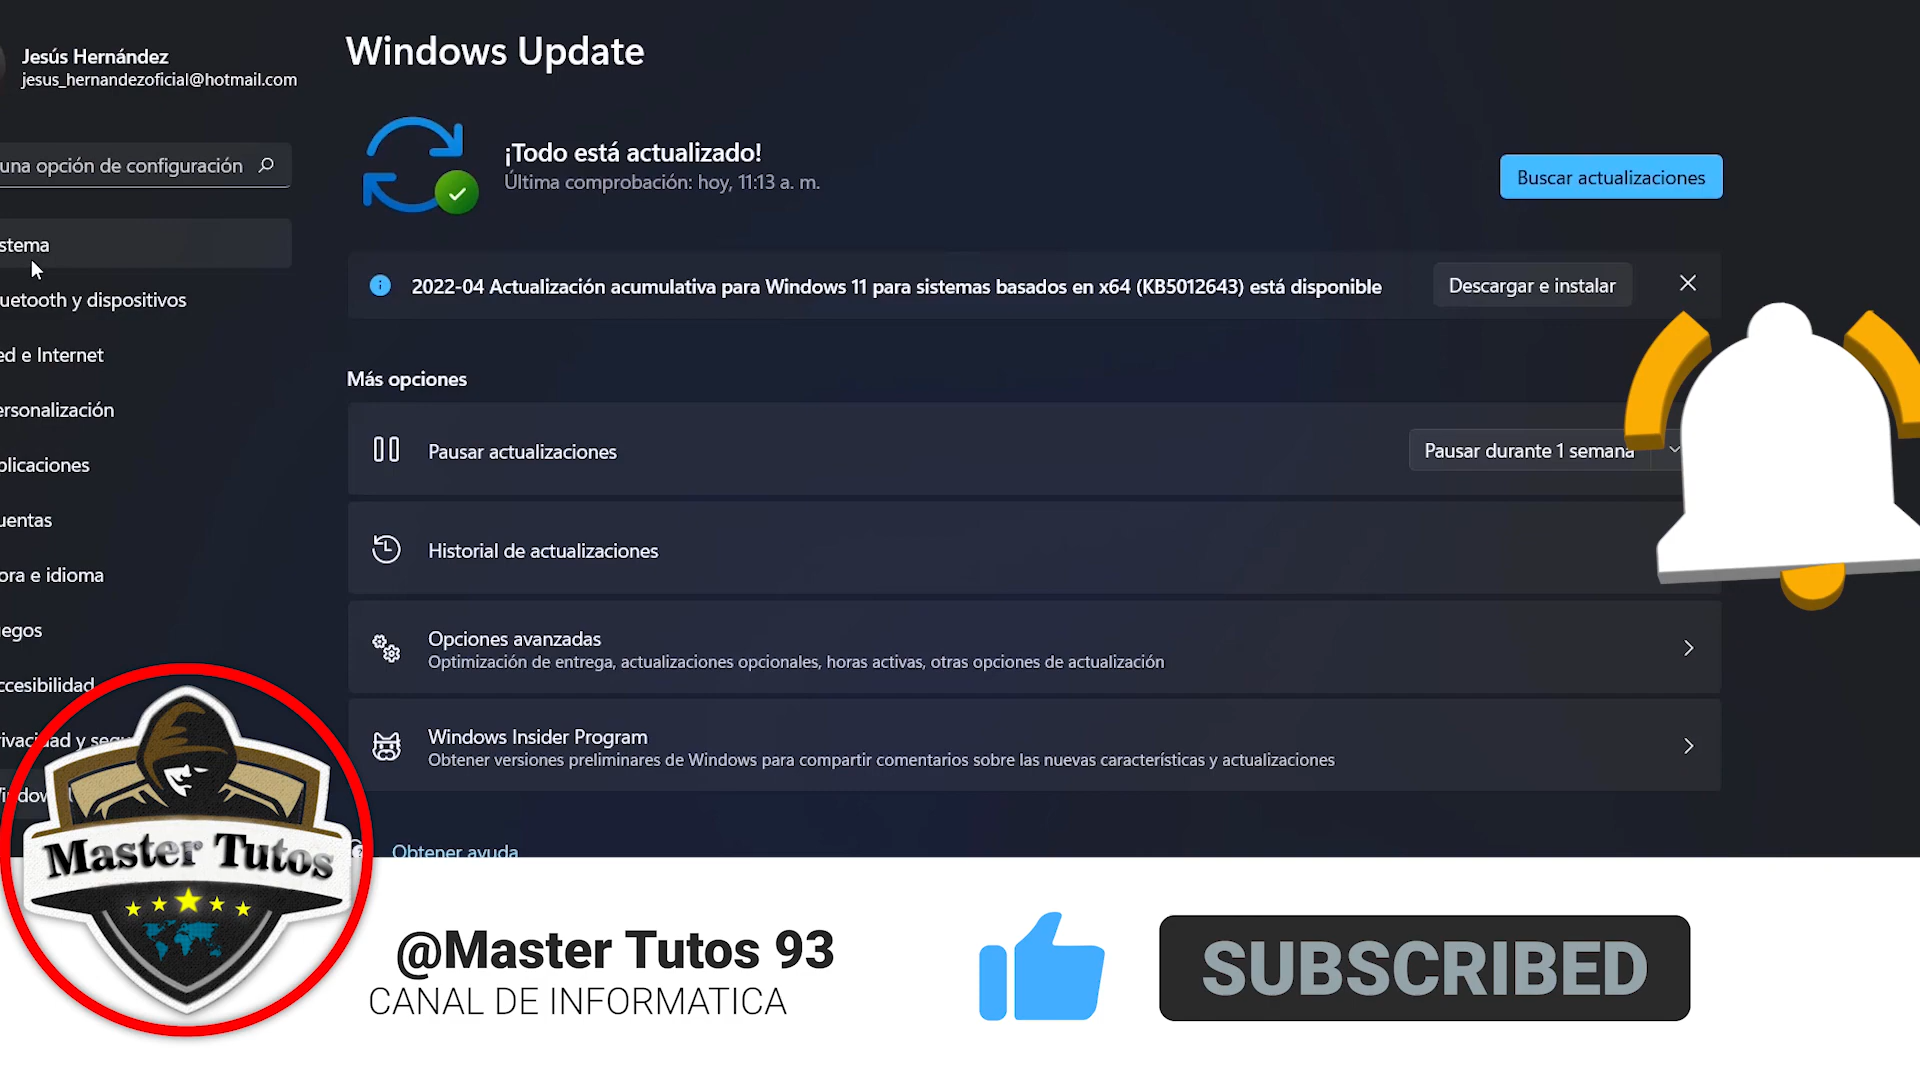 Jesús Hernández
jesus_hernandezoficial@hotmail.com
una opción de configuración
stema
uetooth y dispositivos
ed e Internet
ersonalización
plicaciones
uentas
ora e idioma
egos
ccesibilidad
Windows Update
¡Todo está actualizado!
Última comprobación: hoy, 11:13 a. m.
Buscar actualizaciones
2022-04 Actualización acumulativa para Windows 11 para sistemas basados en x64 (KB5012643) está disponible
Descargar e instalar
Más opciones
Pausar actualizaciones
Pausar durante 1 semana
Historial de actualizaciones
Opciones avanzadas
Optimización de entrega, actualizaciones opcionales, horas activas, otras opciones de actualización
Windows Insider Program
Obtener versiones preliminares de Windows para compartir comentarios sobre las nuevas características y actualizaciones
Obtener ayuda
Master Tutos
@Master Tutos 93
CANAL DE INFORMATICA
SUBSCRIBED